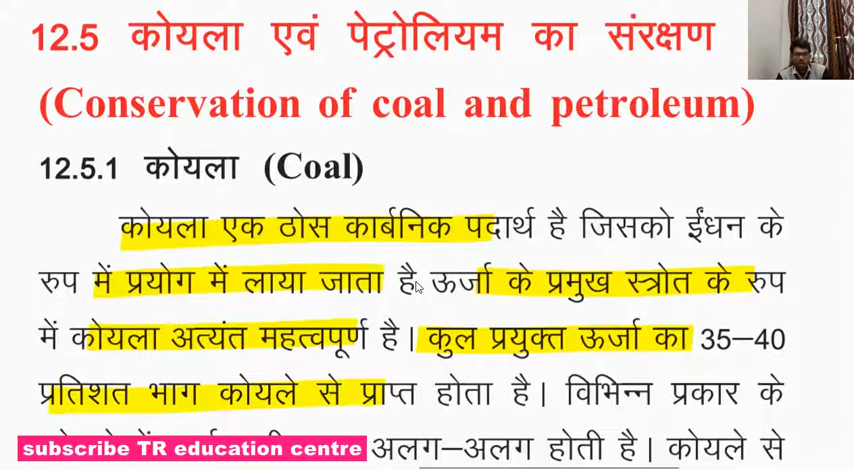 12.5 कोयला एवं पेट्रोलियम का संरक्षण
(Conservation of coal and petroleum)
12.5.1 कोयला (Coal)
कोयला एक ठोस कार्बनिक पदार्थ है जिसको ईंधन के
रुप में प्रयोग में लाया जाता है ऊर्जा के प्रमुख स्त्रोत के रुप
में कोयला अत्यंत महत्वपूर्ण है। कुल प्रयुक्त ऊर्जा का 35–40
प्रतिशत भाग कोयले से प्राप्त होता है। विभिन्न प्रकार के
अलग–अलग होती है। कोयले से
subscribe TR education centre